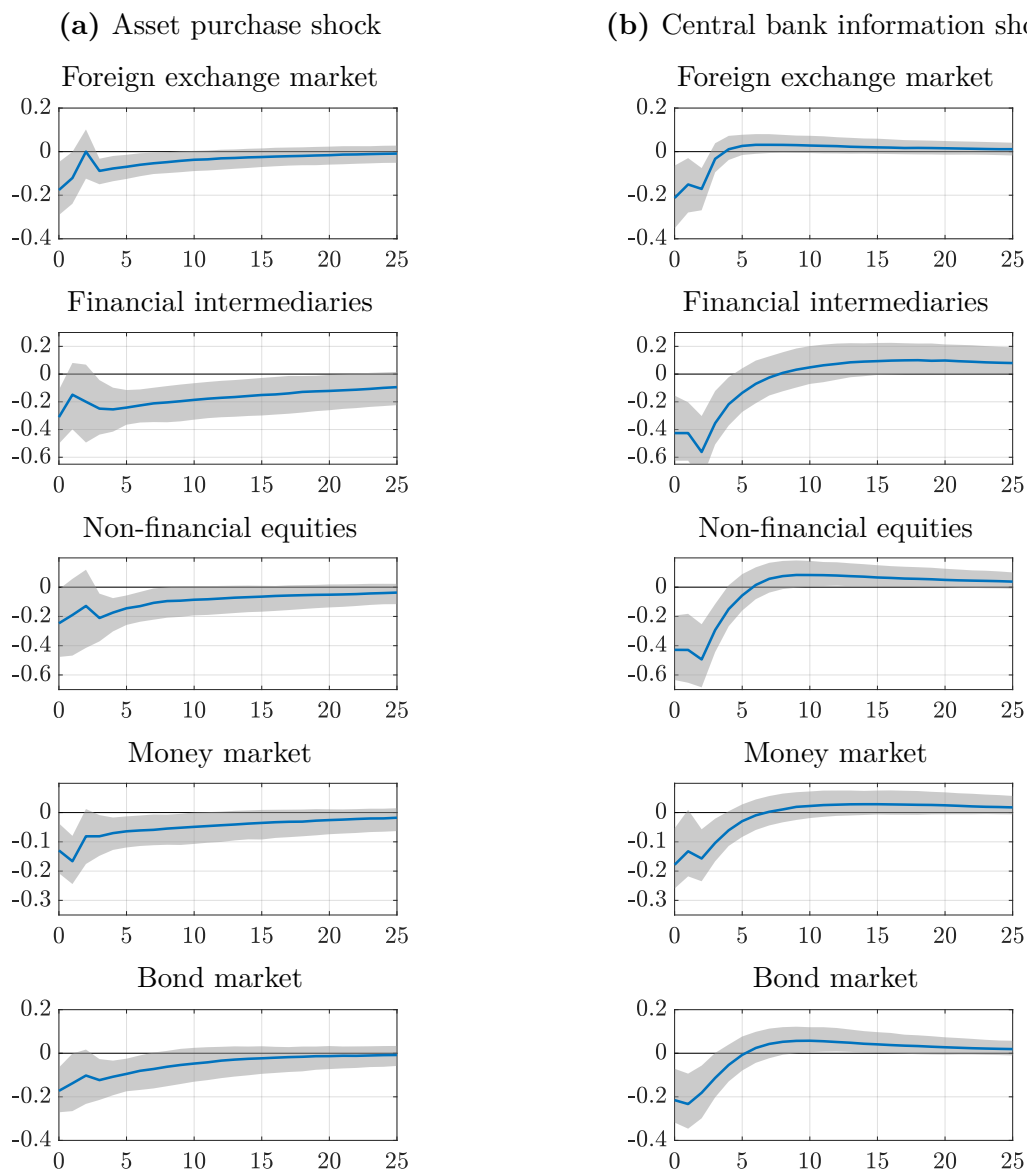 (a) Asset purchase shock
Foreign exchange market
0.2
0
-0.2
-0.4
0 5 10 15 20 25
Financial intermediaries
0.2
0
-0.2
-0.4
-0.6
0 5 10 15 20 25
Non-financial equities
0
-0.2
-0.4
-0.6
0 5 10 15 20 25
Money market
0
-0.1
-0.2
-0.3
0 5 10 15 20 25
Bond market
0.2
0
-0.2
-0.4
0 5 10 15 20 25
(b) Central bank information sho
Foreign exchange market
0.2
0
-0.2
-0.4
0 5 10 15 20 25
Financial intermediaries
0.2
0
-0.2
-0.4
-0.6
0 5 10 15 20 25
Non-financial equities
0
-0.2
-0.4
-0.6
0 5 10 15 20 25
Money market
0
-0.1
-0.2
-0.3
0 5 10 15 20 25
Bond market
0.2
0
-0.2
-0.4
0 5 10 15 20 25